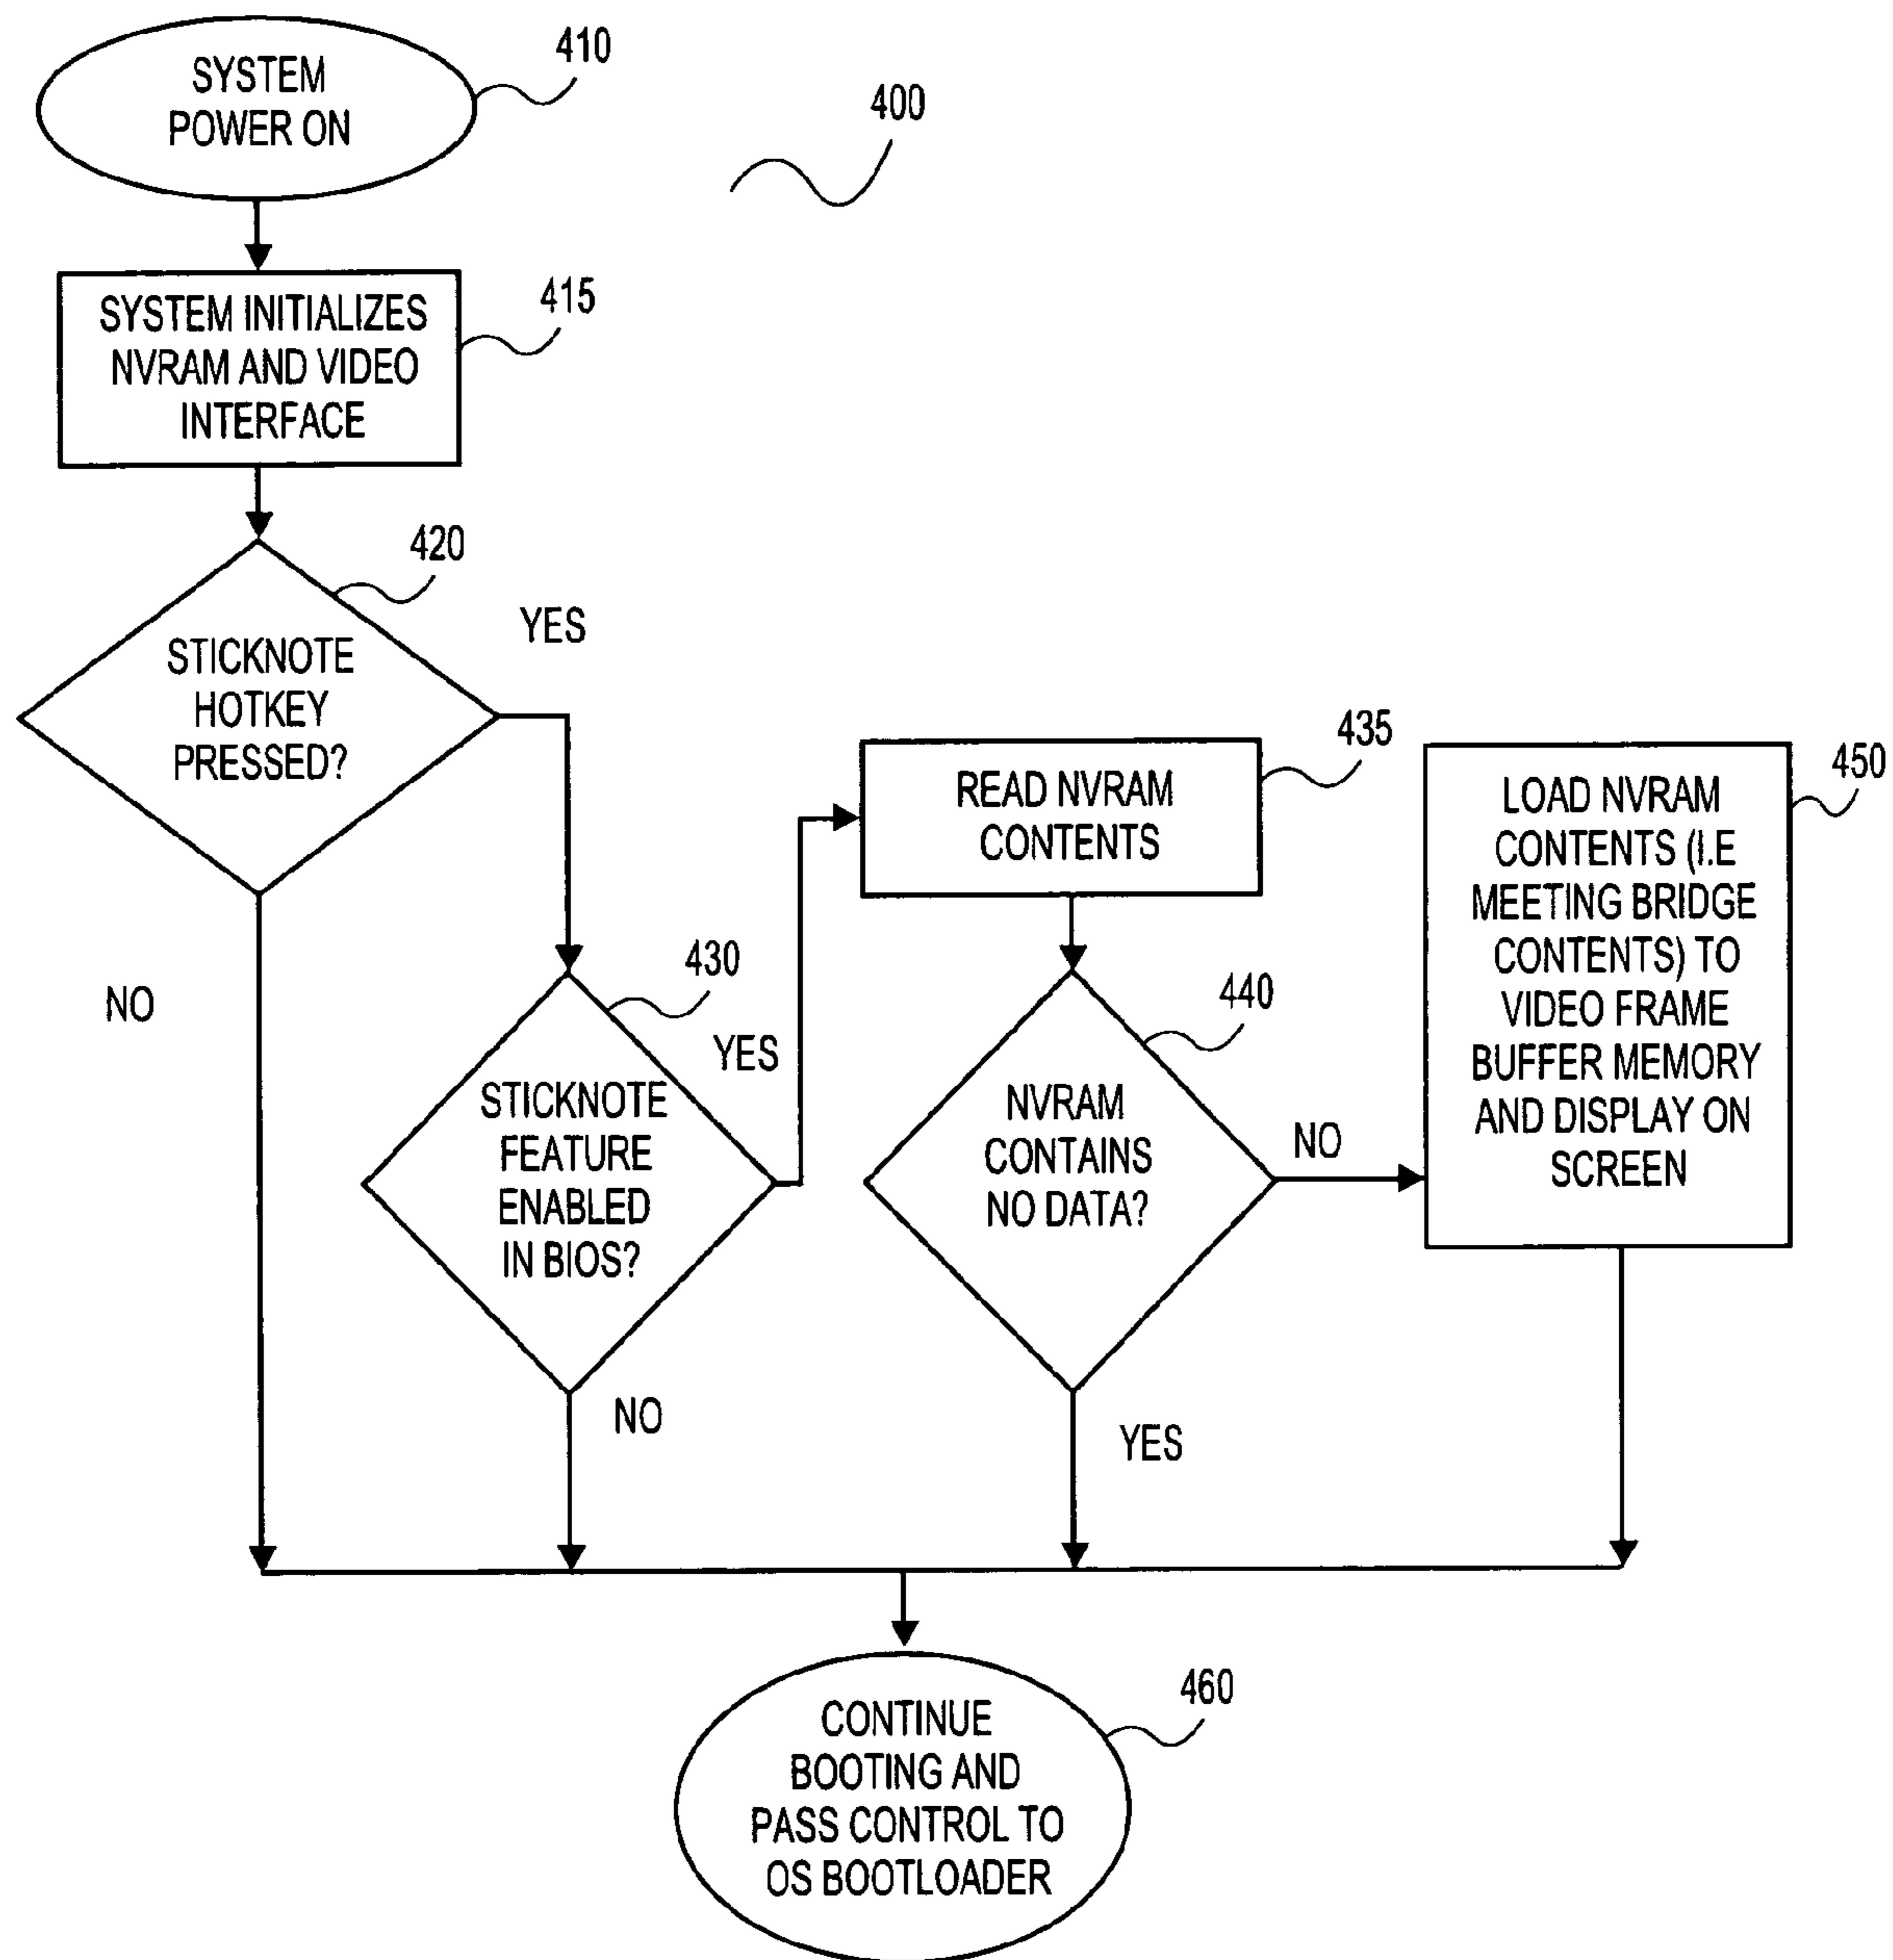 SYSTEM
POWER ON
410
400
SYSTEM INITIALIZES
NVRAM AND VIDEO
INTERFACE
415
STICKNOTE
HOTKEY
PRESSED?
420
YES
NO
STICKNOTE
FEATURE
ENABLED
IN BIOS?
430
YES
NO
READ NVRAM
CONTENTS
435
NVRAM
CONTAINS
NO DATA?
440
NO
YES
LOAD NVRAM
CONTENTS (I.E
MEETING BRIDGE
CONTENTS) TO
VIDEO FRAME
BUFFER MEMORY
AND DISPLAY ON
SCREEN
450
CONTINUE
BOOTING AND
PASS CONTROL TO
OS BOOTLOADER
460